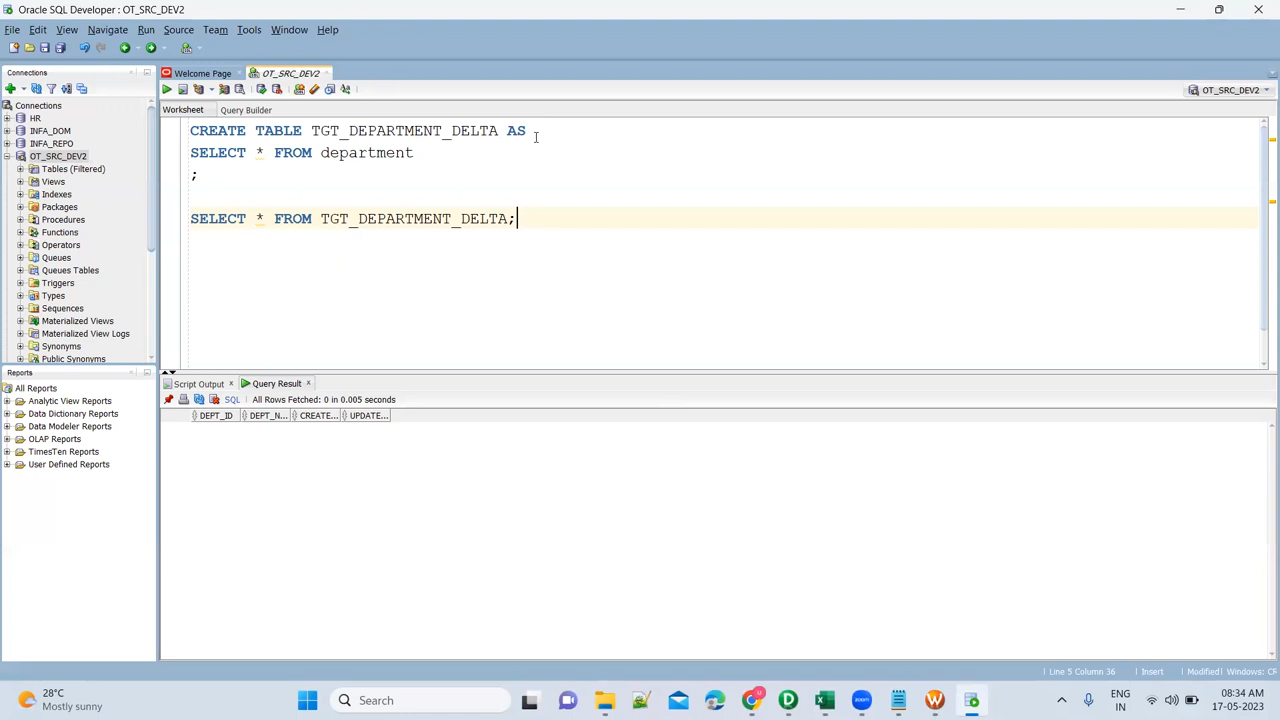 Oracle SQL Developer : OT_SRC_DEV2
File Edit View Navigate Run Source Team Tools Window Help
Connections
Welcome Page
OT_SRC_DEV2
OT_SRC_DEV2
Worksheet
Query Builder
Connections
HR
INFA_DOM
INFA_REPO
OT_SRC_DEV2
Tables (Filtered)
Views
Indexes
Packages
Procedures
Functions
Operators
Queues
Queues Tables
Triggers
Types
Sequences
Materialized Views
Materialized View Logs
Synonyms
Public Synonyms
CREATE TABLE TGT_DEPARTMENT_DELTA AS
SELECT * FROM department
;
SELECT * FROM TGT_DEPARTMENT_DELTA;
Reports
All Reports
Analytic View Reports
Data Dictionary Reports
Data Modeler Reports
OLAP Reports
TimesTen Reports
User Defined Reports
Script Output
Query Result
SQL
All Rows Fetched: 0 in 0.005 seconds
DEPT_ID DEPT_N... CREATE... UPDATE...
Line 5 Column 36 Insert Modified Windows: CF
28°C
Mostly sunny
Search
zoom
ENG
IN
08:34 AM
17-05-2023